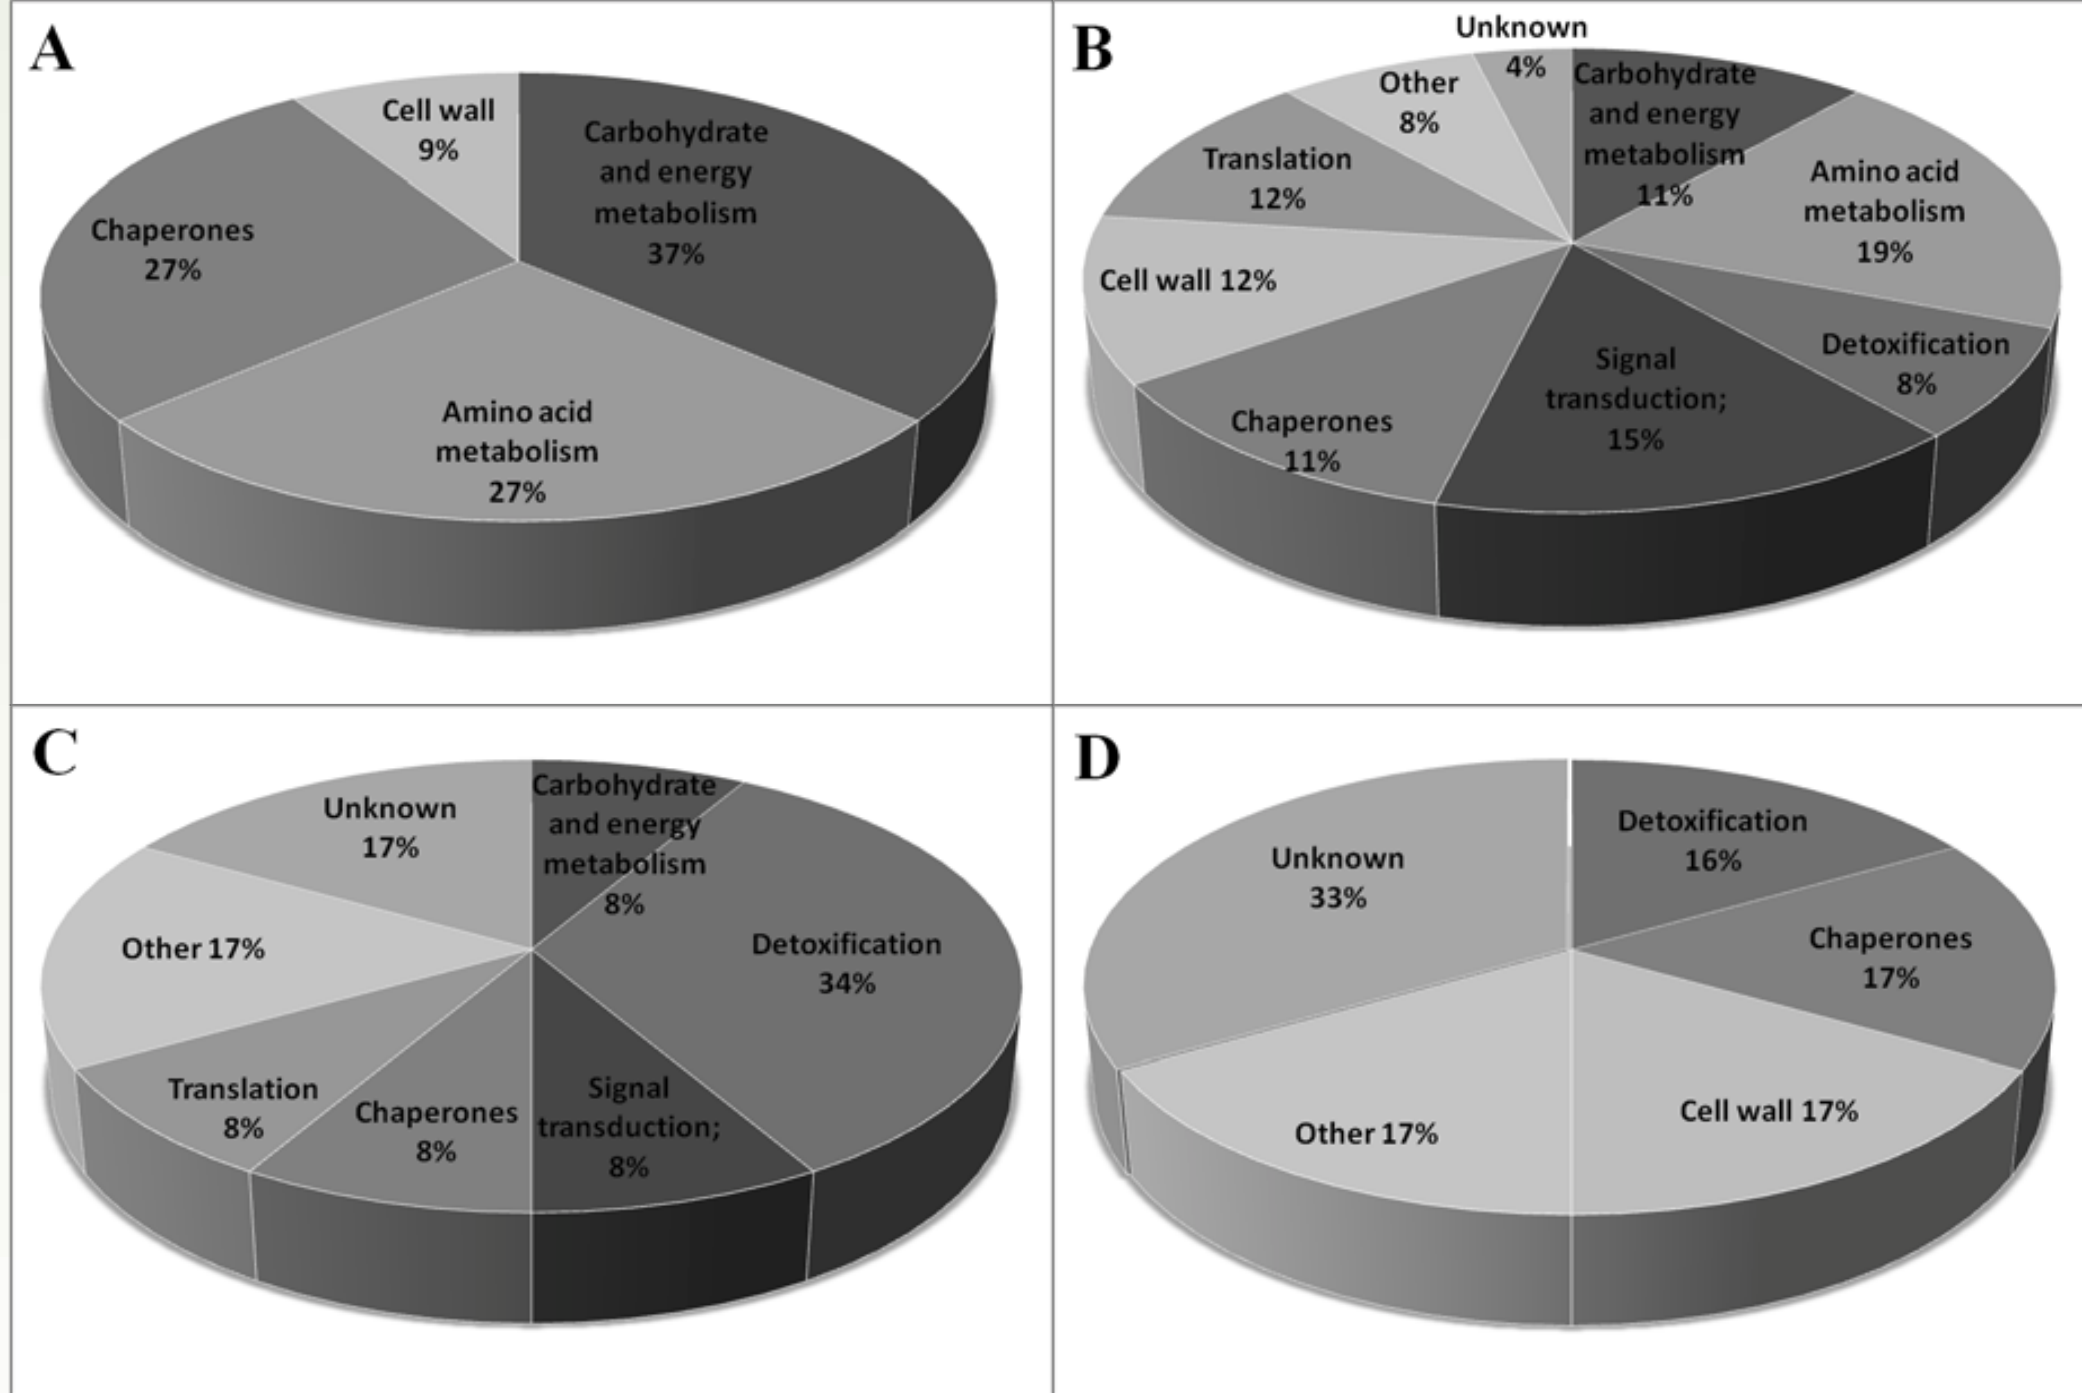 A
Cell wall
9%
Carbohydrate
and energy
metabolism
37%
Chaperones
27%
Amino acid
metabolism
27%
B
Unknown
4%
Carbohydrate
and energy
metabolism
11%
Other
8%
Translation
12%
Amino acid
metabolism
19%
Cell wall 12%
Detoxification
8%
Signal
transduction;
15%
Chaperones
11%
C
Unknown
17%
Carbohydrate
and energy
metabolism
8%
Other 17%
Detoxification
34%
Translation
8%
Chaperones
8%
Signal
transduction;
8%
D
Detoxification
16%
Unknown
33%
Chaperones
17%
Other 17%
Cell wall 17%